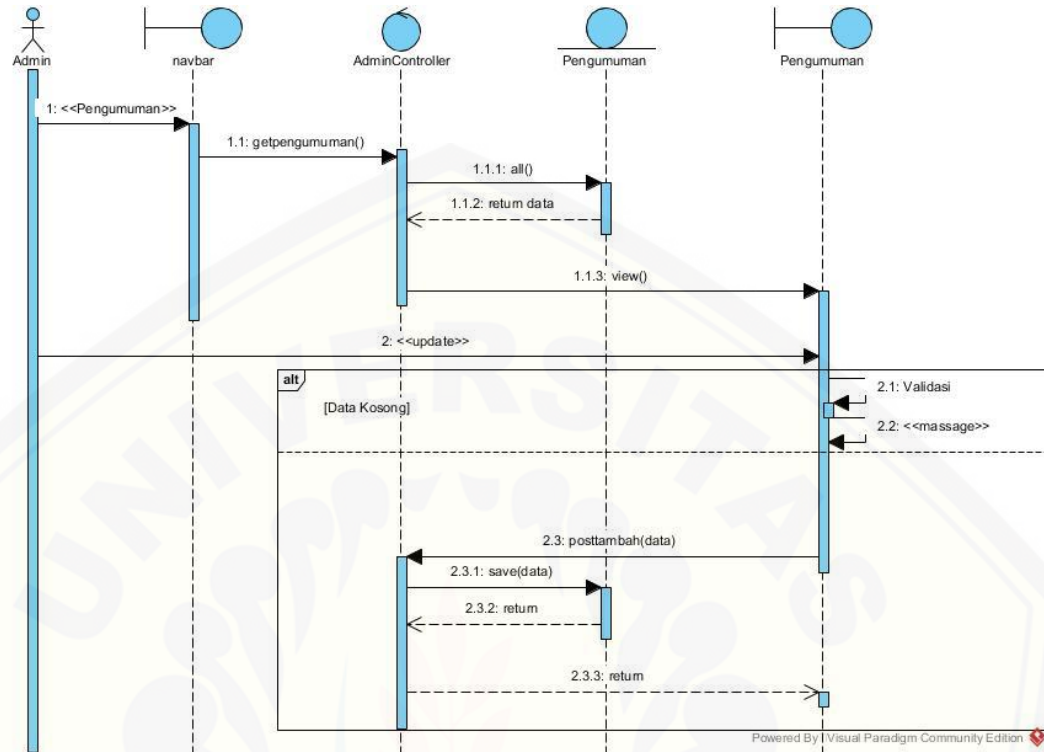 Admin
navbar
AdminController
Pengumuman
Pengumuman
1: <<Pengumuman>>
1.1: getpengumuman()
1.1.1: all()
1.1.2: return data
1.1.3: view()
2: <<update>>
alt
[Data Kosong]
2.1: Validasi
2.2: <<massage>>
2.3: posttambah(data)
2.3.1: save(data)
2.3.2: return
2.3.3: return
UNIVERSITAS
Powered By Visual Paradigm Community Edition